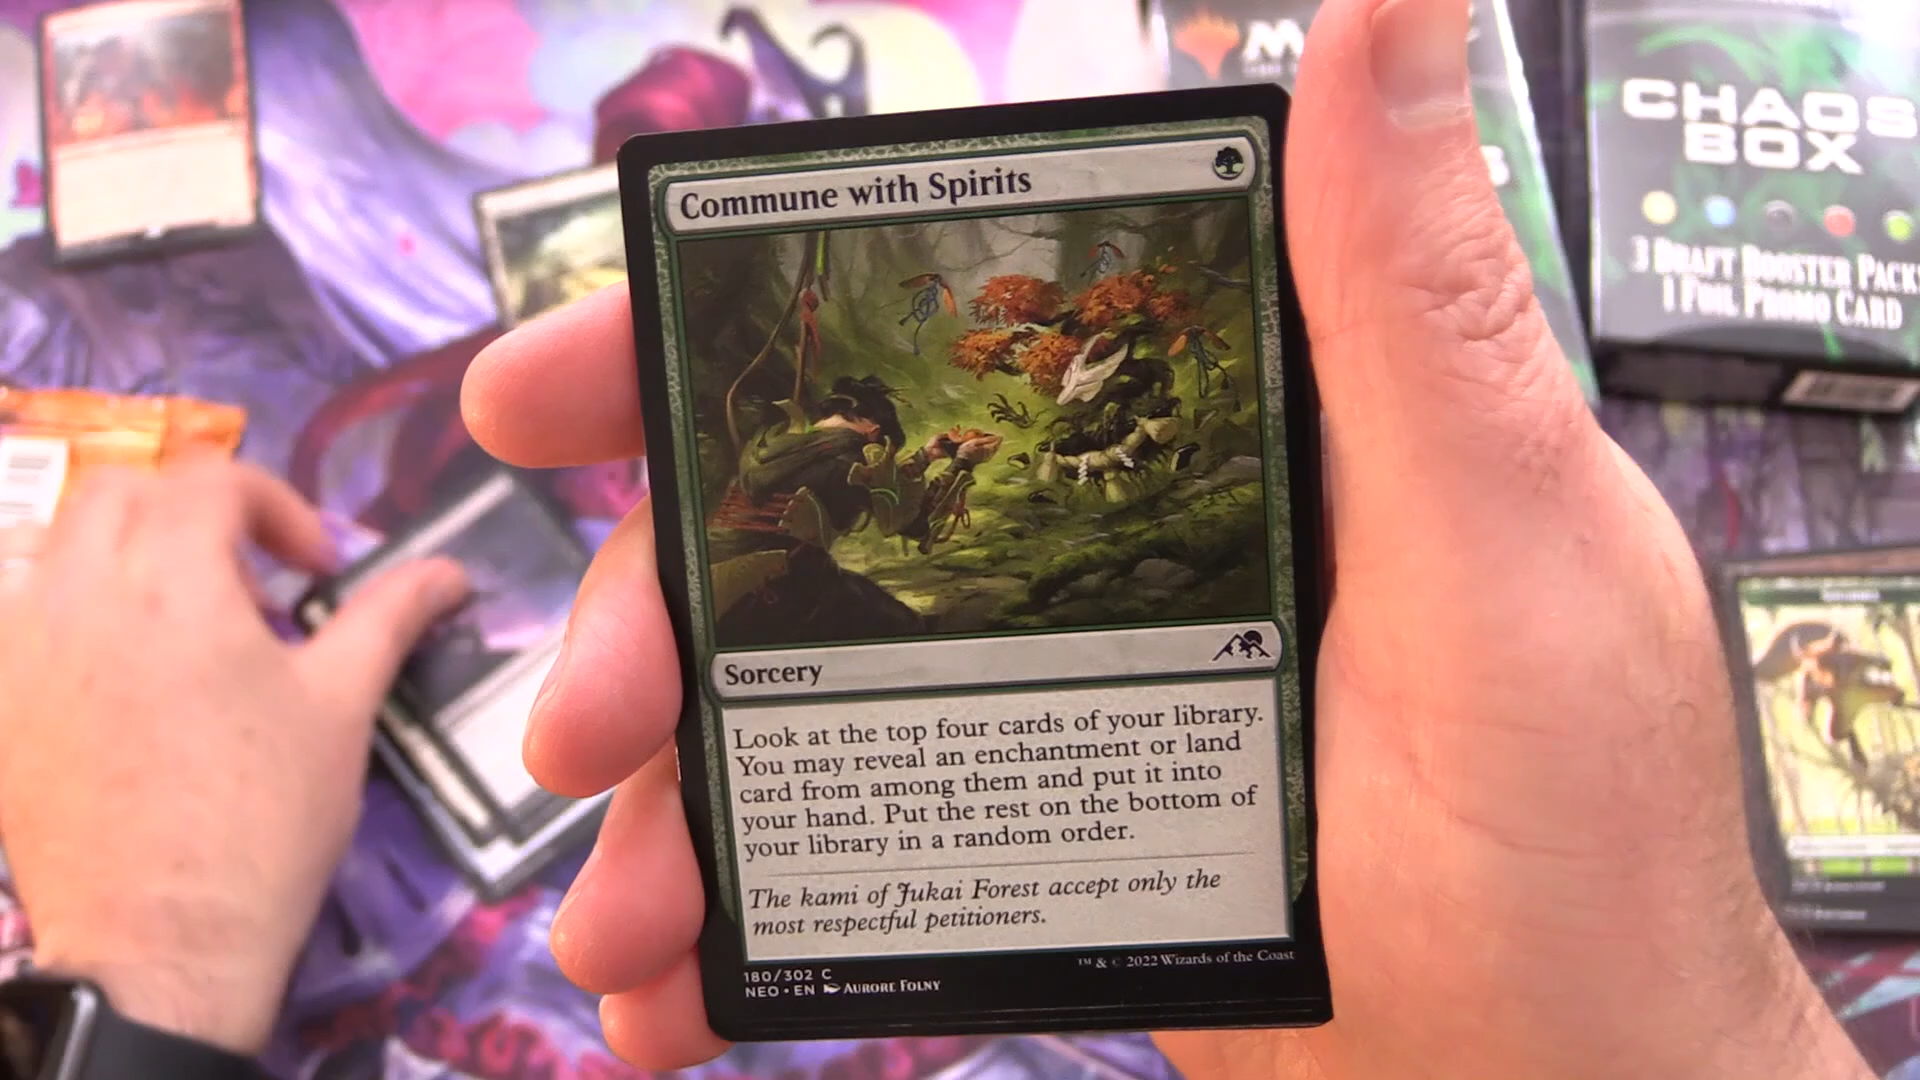 Commune with Spirits
Sorcery
Look at the top four cards of your library.
You may reveal an enchantment or land
card from among them and put it into
your hand. Put the rest on the bottom of
your library in a random order.
The kami of Jukai Forest accept only the
most respectful petitioners.
180/302 C
NEO • EN AURORE FOLNY
™ & © 2022 Wizards of the Coast
CHAOS
BOX
3 DRAFT BOOSTER PACKS
1 FOIL PROMO CARD